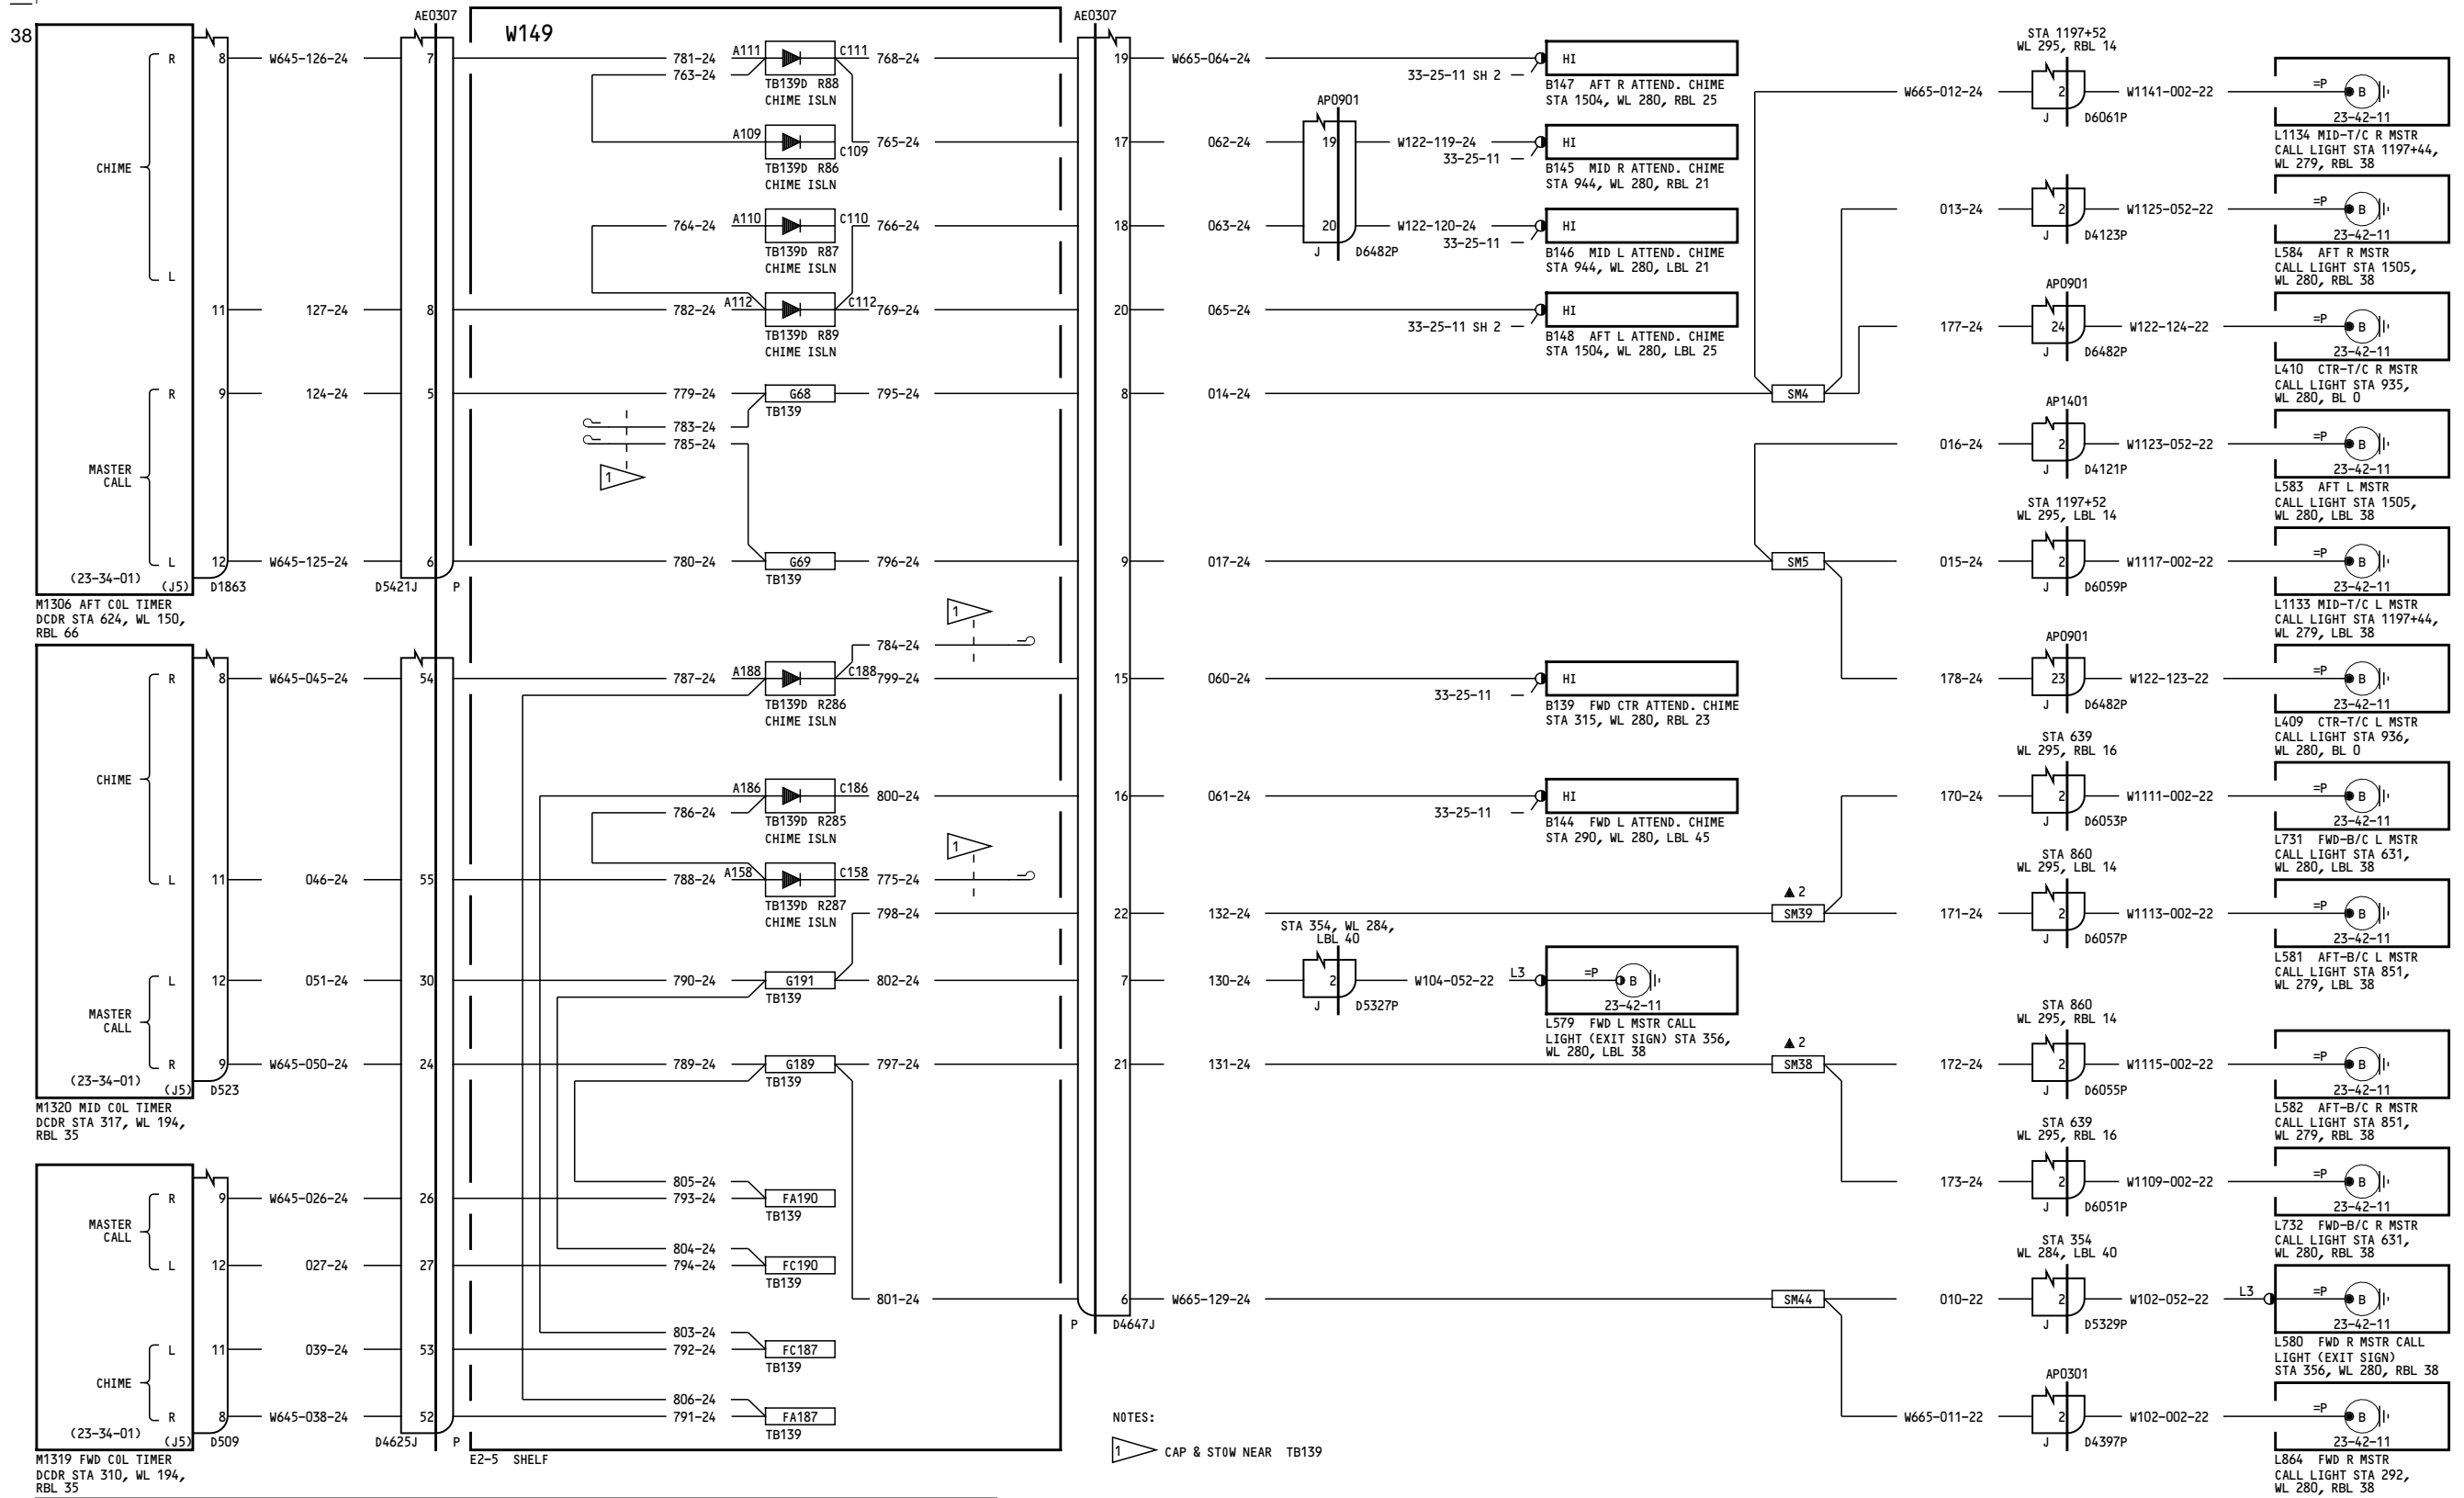 38
AE0307
W149
AE0307
STA 1197+52
WL 295, RBL 14
R
8
W645-126-24
7
781-24
A111
C111
768-24
19
W665-064-24
HI
763-24
33-25-11 SH 2
TB139D R88
CHIME ISLN
B147 AFT R ATTEND. CHIME
STA 1504, WL 280, RBL 25
W665-012-24
2
J
D6061P
W1141-002-22
=P
B
23-42-11
L1134 MID-T/C R MSTR
CALL LIGHT STA 1197+44,
WL 279, RBL 38
AP0901
A109
C109
765-24
17
062-24
19
W122-119-24
33-25-11
HI
TB139D R86
CHIME ISLN
B145 MID R ATTEND. CHIME
STA 944, WL 280, RBL 21
CHIME
764-24
A110
C110
766-24
18
063-24
20
J
D6482P
W122-120-24
33-25-11
HI
TB139D R87
CHIME ISLN
B146 MID L ATTEND. CHIME
STA 944, WL 280, LBL 21
013-24
2
J
D4123P
W1125-052-22
=P
B
23-42-11
L584 AFT R MSTR
CALL LIGHT STA 1505,
WL 280, RBL 38
L
11
127-24
8
782-24
A112
C112
769-24
20
065-24
33-25-11 SH 2
HI
TB139D R89
CHIME ISLN
B148 AFT L ATTEND. CHIME
STA 1504, WL 280, LBL 25
AP0901
177-24
24
J
D6482P
W122-124-22
=P
B
23-42-11
L410 CTR-T/C R MSTR
CALL LIGHT STA 935,
WL 280, BL 0
R
9
124-24
5
779-24
G68
TB139
795-24
8
014-24
SM4
783-24
785-24
1
MASTER
CALL
AP1401
016-24
2
J
D4121P
W1123-052-22
=P
B
23-42-11
L583 AFT L MSTR
CALL LIGHT STA 1505,
WL 280, LBL 38
L
12
W645-125-24
6
780-24
G69
TB139
796-24
9
017-24
SM5
STA 1197+52
WL 295, LBL 14
015-24
2
J
D6059P
W1117-002-22
=P
B
23-42-11
L1133 MID-T/C L MSTR
CALL LIGHT STA 1197+44,
WL 279, LBL 38
(23-34-01)
(J5)
D1863
D5421J
P
M1306 AFT COL TIMER
DCDR STA 624, WL 150,
RBL 66
1
784-24
R
8
W645-045-24
54
787-24
A188
C188
799-24
15
060-24
33-25-11
HI
TB139D R286
CHIME ISLN
B139 FWD CTR ATTEND. CHIME
STA 315, WL 280, RBL 23
AP0901
178-24
23
J
D6482P
W122-123-22
=P
B
23-42-11
L409 CTR-T/C L MSTR
CALL LIGHT STA 936,
WL 280, BL 0
CHIME
A186
C186
800-24
16
061-24
33-25-11
HI
786-24
TB139D R285
CHIME ISLN
B144 FWD L ATTEND. CHIME
STA 290, WL 280, LBL 45
STA 639
WL 295, RBL 16
170-24
2
J
D6053P
W1111-002-22
=P
B
23-42-11
L731 FWD-B/C L MSTR
CALL LIGHT STA 631,
WL 280, LBL 38
1
L
11
046-24
55
788-24
A158
C158
775-24
TB139D R287
CHIME ISLN
798-24
22
132-24
▲ 2
SM39
STA 860
WL 295, LBL 14
171-24
2
J
D6057P
W1113-002-22
=P
B
23-42-11
L581 AFT-B/C L MSTR
CALL LIGHT STA 851,
WL 279, LBL 38
STA 354, WL 284,
LBL 40
L
12
051-24
30
790-24
G191
TB139
802-24
7
130-24
2
J
D5327P
W104-052-22
L3
=P
B
23-42-11
L579 FWD L MSTR CALL
LIGHT (EXIT SIGN) STA 356,
WL 280, LBL 38
MASTER
CALL
R
9
W645-050-24
24
789-24
G189
TB139
797-24
21
131-24
▲ 2
SM38
STA 860
WL 295, RBL 14
172-24
2
J
D6055P
W1115-002-22
=P
B
23-42-11
L582 AFT-B/C R MSTR
CALL LIGHT STA 851,
WL 279, RBL 38
(23-34-01)
(J5)
D523
M1320 MID COL TIMER
DCDR STA 317, WL 194,
RBL 35
STA 639
WL 295, RBL 16
173-24
2
J
D6051P
W1109-002-22
=P
B
23-42-11
L732 FWD-B/C R MSTR
CALL LIGHT STA 631,
WL 280, RBL 38
805-24
R
9
W645-026-24
26
793-24
FA190
TB139
MASTER
CALL
804-24
L
12
027-24
27
794-24
FC190
TB139
801-24
6
W665-129-24
SM44
P
D4647J
STA 354
WL 284, LBL 40
010-22
2
J
D5329P
W102-052-22
L3
=P
B
23-42-11
L580 FWD R MSTR CALL
LIGHT (EXIT SIGN)
STA 356, WL 280, RBL 38
803-24
L
11
039-24
53
792-24
FC187
TB139
CHIME
806-24
R
8
W645-038-24
52
791-24
FA187
TB139
AP0301
W665-011-22
2
J
D4397P
W102-002-22
=P
B
23-42-11
L864 FWD R MSTR
CALL LIGHT STA 292,
WL 280, RBL 38
(23-34-01)
(J5)
D509
D4625J
P
E2-5 SHELF
M1319 FWD COL TIMER
DCDR STA 310, WL 194,
RBL 35
NOTES:
1
CAP & STOW NEAR TB139